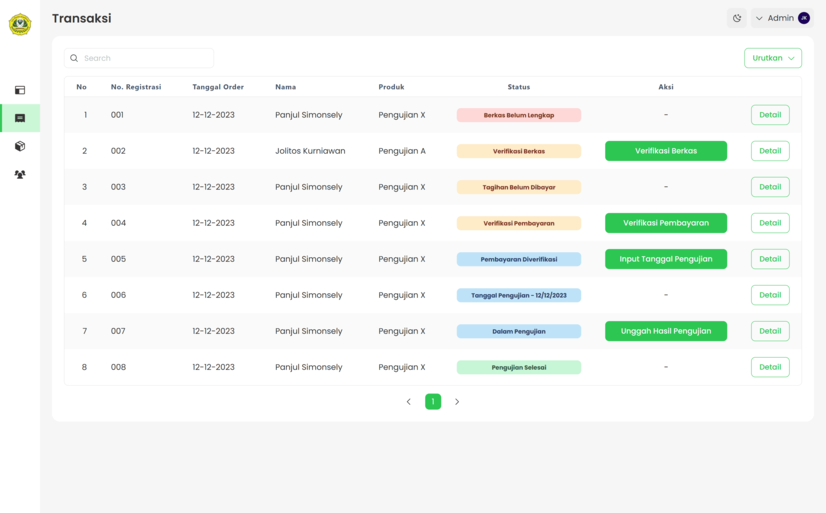 Transaksi
Admin JK
Search
Urutkan
No No. Registrasi Tanggal Order Nama Produk Status Aksi
1 001 12-12-2023 Panjul Simonsely Pengujian X Berkas Belum Lengkap - Detail
2 002 12-12-2023 Jolitos Kurniawan Pengujian A Verifikasi Berkas Verifikasi Berkas Detail
3 003 12-12-2023 Panjul Simonsely Pengujian X Tagihan Belum Dibayar - Detail
4 004 12-12-2023 Panjul Simonsely Pengujian X Verifikasi Pembayaran Verifikasi Pembayaran Detail
5 005 12-12-2023 Panjul Simonsely Pengujian X Pembayaran Diverifikasi Input Tanggal Pengujian Detail
6 006 12-12-2023 Panjul Simonsely Pengujian X Tanggal Pengujian - 12/12/2023 - Detail
7 007 12-12-2023 Panjul Simonsely Pengujian X Dalam Pengujian Unggah Hasil Pengujian Detail
8 008 12-12-2023 Panjul Simonsely Pengujian X Pengujian Selesai - Detail
1